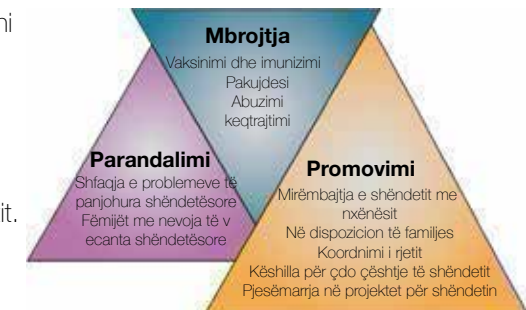 ni
it.
Mbrojtja
Vaksinimi dhe imunizimi
Pakujdesi
Abuzimi
keqtrajtimi
Parandalimi
Shfaqja e problemeve të
panjohura shëndetësore
Fëmijët me nevoja të v
ecanta shëndetësore
Promovimi
Mirëmbajtja e shëndetit me
nxënësit
Në dispozicion të familjes
Koordnimi i rjetit
Këshilla për çdo çështje të shëndetit
Pjesëmarrja në projektet për shëndetin